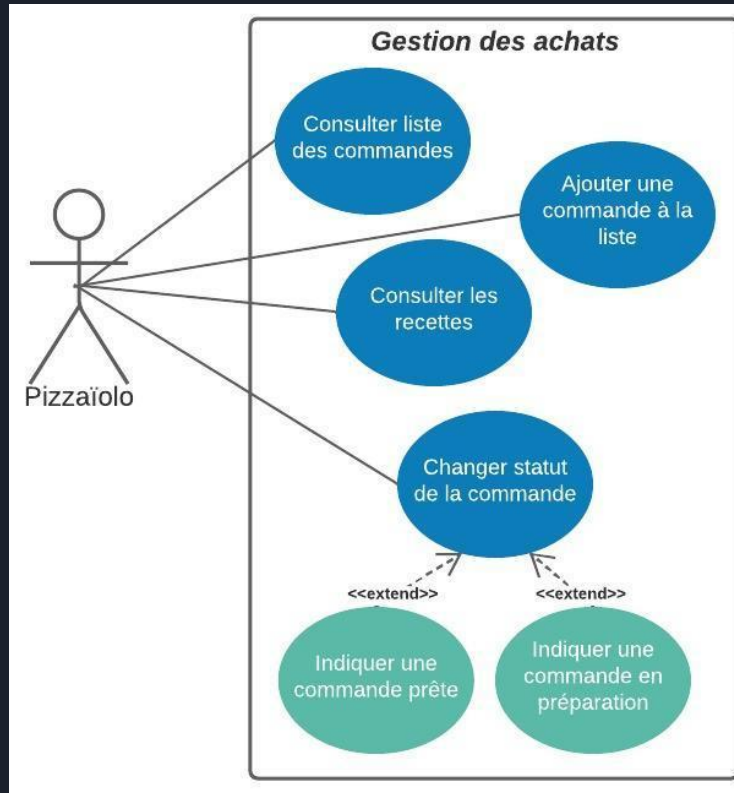 Gestion des achats
Consulter liste
des commandes
Ajouter une
commande à la
liste
Consulter les
recettes
Pizzaïolo
Changer statut
de la commande
<<extend>>
<<extend>>
Indiquer une
commande prête
Indiquer une
commande en
préparation